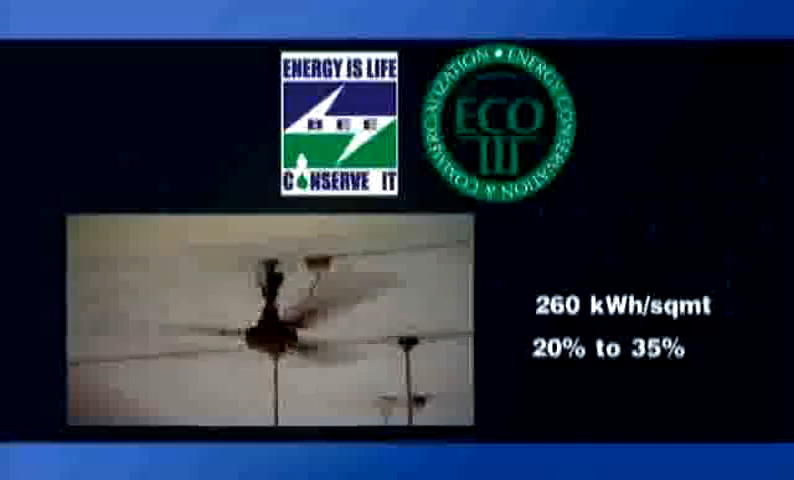 ENERGY IS LIFE
BEE
CONSERVE IT
ENERGY CONSERVATION & COMMERCIALIZATION
ECO
III
260 kWh/sqmt
20% to 35%